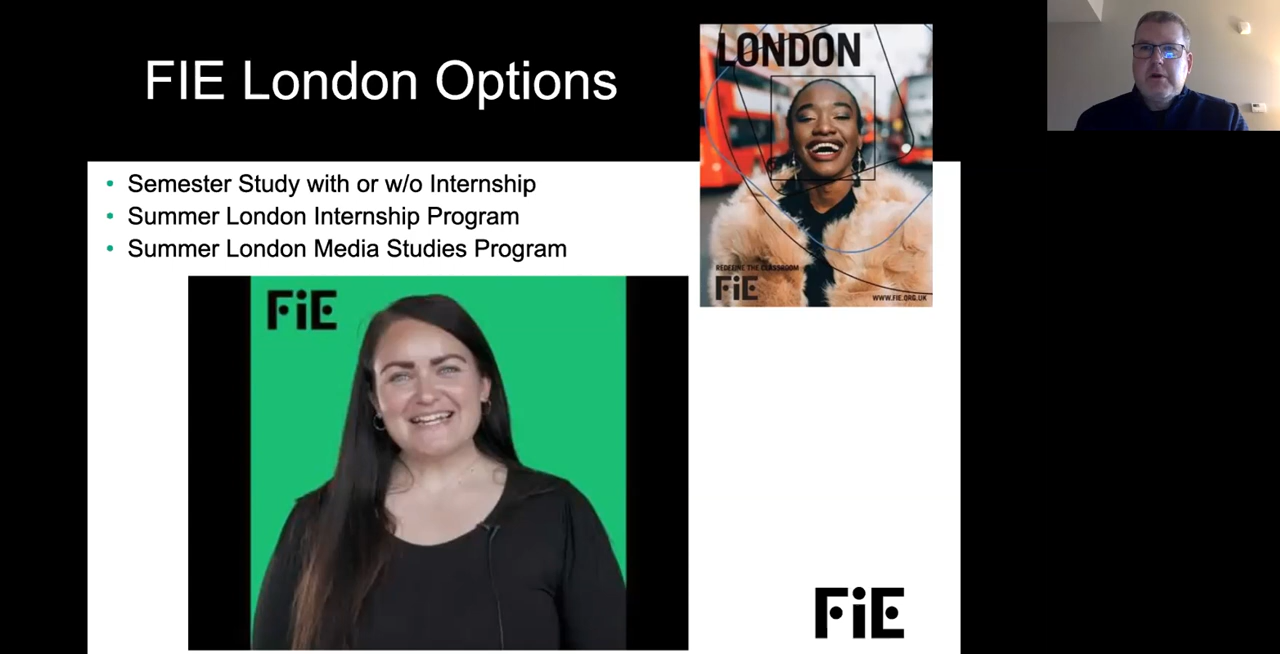 FIE London Options
LONDON
• Semester Study with or w/o Internship
• Summer London Internship Program
• Summer London Media Studies Program
REDEFINE THE CLASSROOM
FiE
WWW.FIE.ORG.UK
FiE
FiE